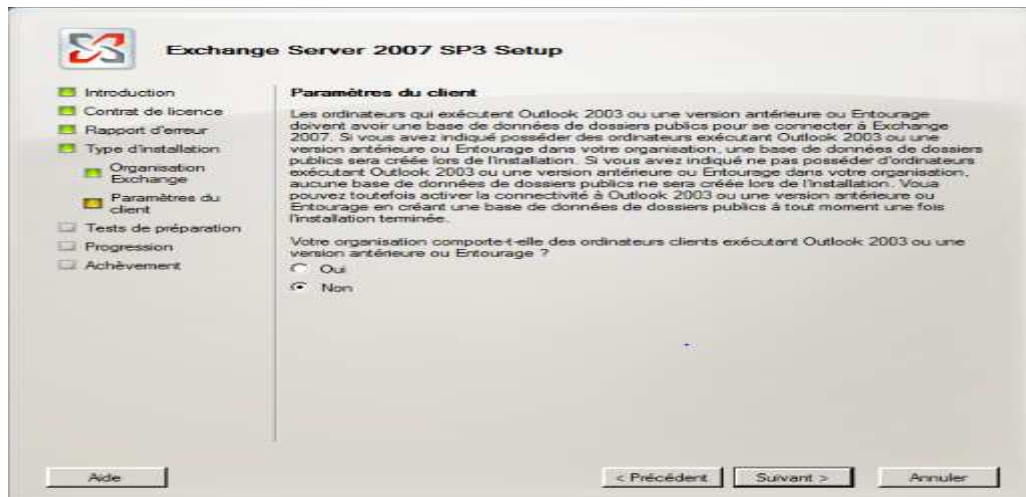 Exchange Server 2007 SP3 Setup
Introduction
Contrat de licence
Rapport d'erreur
Type d'installation
Organisation
Exchange
Paramètres du
client
Tests de préparation
Progression
Achèvement
Paramètres du client
Les ordinateurs qui exécutent Outlook 2003 ou une version antérieure ou Entourage
doivent avoir une base de données de dossiers publics pour se connecter à Exchange
2007. Si vous avez indiqué posséder des ordinateurs exécutant Outlook 2003 ou une
version antérieure ou Entourage dans votre organisation, une base de données de dossiers
publics sera créée lors de l'installation. Si vous avez indiqué ne pas posséder d'ordinateurs
exécutant Outlook 2003 ou une version antérieure ou Entourage dans votre organisation,
aucune base de données de dossiers publics ne sera créée lors de l'installation. Vous
pouvez toutefois activer la connectivité à Outlook 2003 ou une version antérieure ou
Entourage en créant une base de données de dossiers publics à tout moment une fois
l'installation terminée.
Votre organisation comporte-t-elle des ordinateurs clients exécutant Outlook 2003 ou une
version antérieure ou Entourage ?
Oui
Non
Aide
< Précédent
Suivant >
Annuler